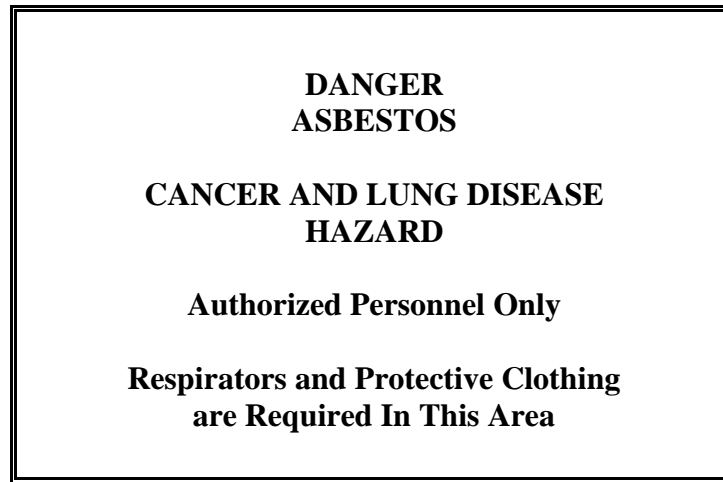 DANGER
ASBESTOS
CANCER AND LUNG DISEASE
HAZARD
Authorized Personnel Only
Respirators and Protective Clothing
are Required In This Area